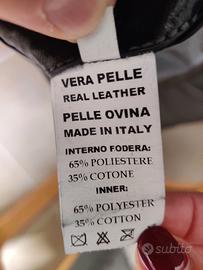 VERA PELLE
REAL LEATHER
PELLE OVINA
MADE IN ITALY
INTERNO FODERA:
65% POLIESTERE
35% COTONE
INNER:
65% POLYESTER
35% COTTON
subito